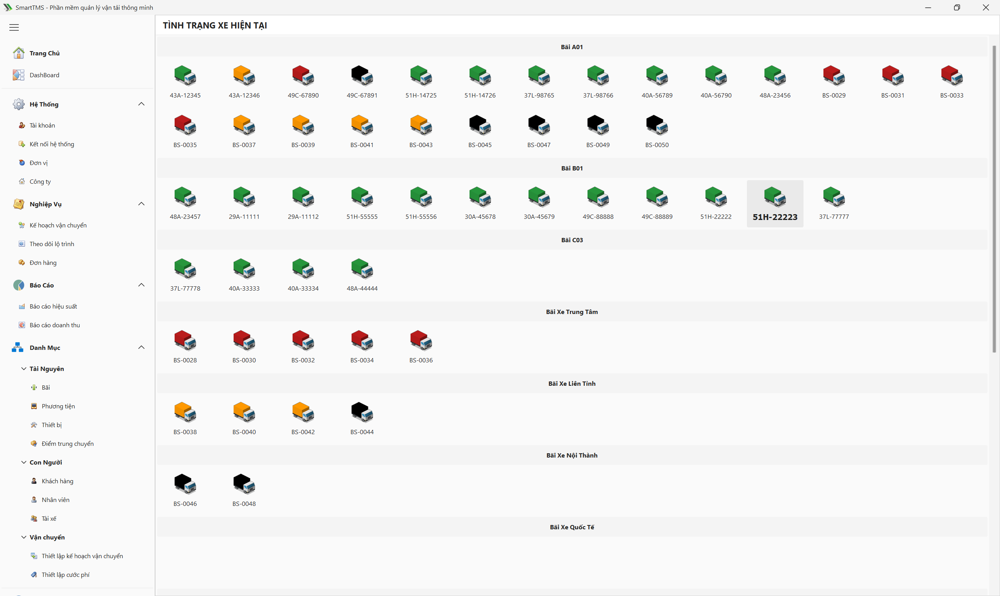 SmartTMS - Phần mềm quản lý vận tải thông minh
Trang Chủ
DashBoard
Hệ Thống
Tài khoản
Kết nối hệ thống
Đơn vị
Công ty
Nghiệp Vụ
Kế hoạch vận chuyển
Theo dõi lộ trình
Đơn hàng
Báo Cáo
Báo cáo hiệu suất
Báo cáo doanh thu
Danh Mục
Tài Nguyên
Bãi
Phương tiện
Thiết bị
Điểm trung chuyển
Con Người
Khách hàng
Nhân viên
Tài xế
Vận chuyển
Thiết lập kế hoạch vận chuyển
Thiết lập cước phí
TÌNH TRẠNG XE HIỆN TẠI
Bãi A01
43A-12345 43A-12346 49C-67890 49C-67891 51H-14725 51H-14726 37L-98765 37L-98766 40A-56789 40A-56790 48A-23456 BS-0029 BS-0031 BS-0033
BS-0035 BS-0037 BS-0039 BS-0041 BS-0043 BS-0045 BS-0047 BS-0049 BS-0050
Bãi B01
48A-23457 29A-11111 29A-11112 51H-55555 51H-55556 30A-45678 30A-45679 49C-88888 49C-88889 51H-22222 51H-22223 37L-77777
Bãi C03
37L-77778 40A-33333 40A-33334 48A-44444
Bãi Xe Trung Tâm
BS-0028 BS-0030 BS-0032 BS-0034 BS-0036
Bãi Xe Liên Tỉnh
BS-0038 BS-0040 BS-0042 BS-0044
Bãi Xe Nội Thành
BS-0046 BS-0048
Bãi Xe Quốc Tế